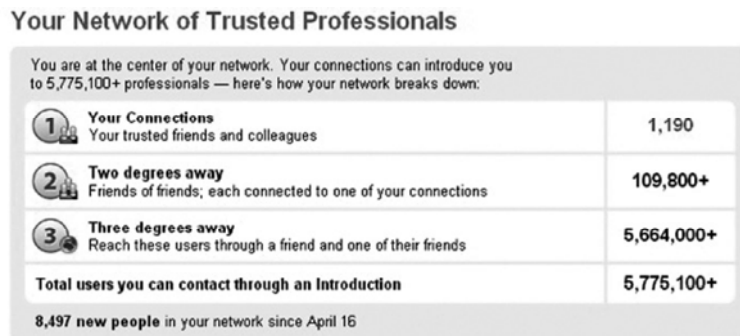 Your Network of Trusted Professionals
You are at the center of your network. Your connections can introduce you
to 5,775,100+ professionals — here's how your network breaks down:
1
Your Connections
Your trusted friends and colleagues
1,190
2
Two degrees away
Friends of friends; each connected to one of your connections
109,800+
3
Three degrees away
Reach these users through a friend and one of their friends
5,664,000+
Total users you can contact through an Introduction
5,775,100+
8,497 new people in your network since April 16